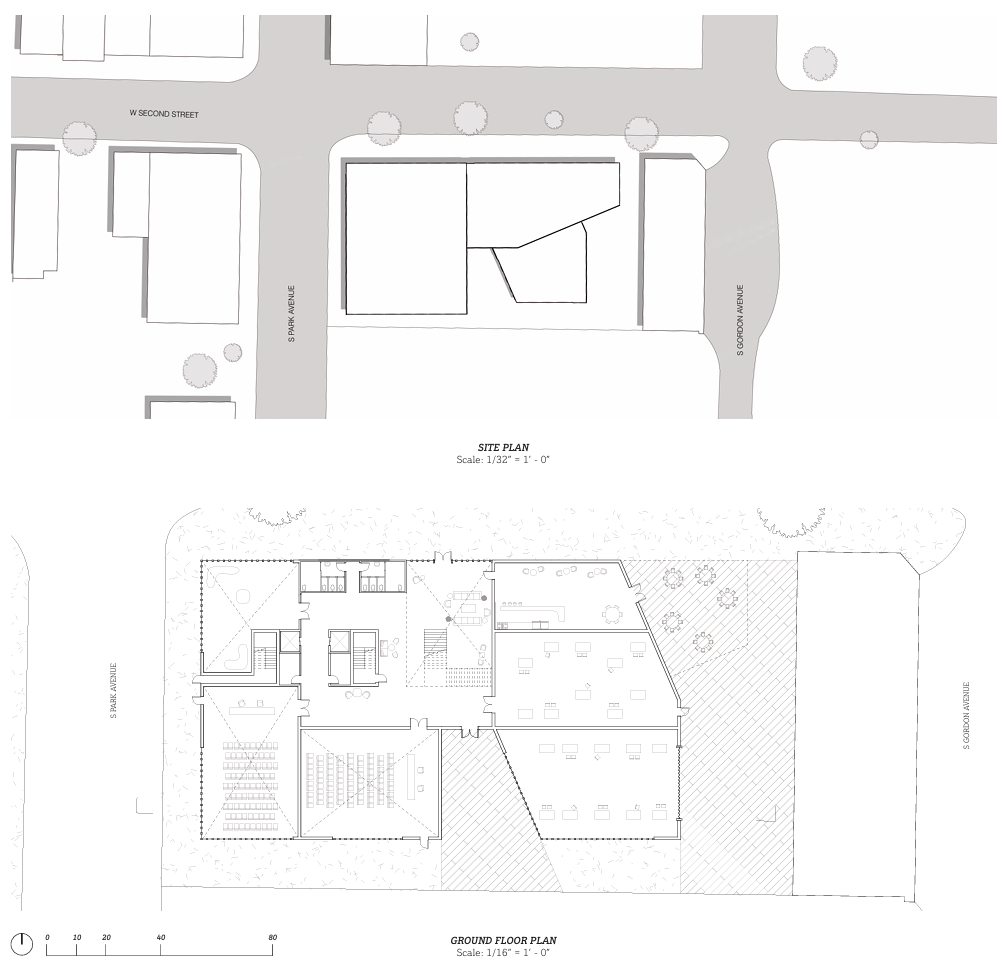 W SECOND STREET
S PARK AVENUE
S GORDON AVENUE
SITE PLAN
Scale: 1/32" = 1' - 0"
S PARK AVENUE
S GORDON AVENUE
0 10 20 40 80
GROUND FLOOR PLAN
Scale: 1/16" = 1' - 0"